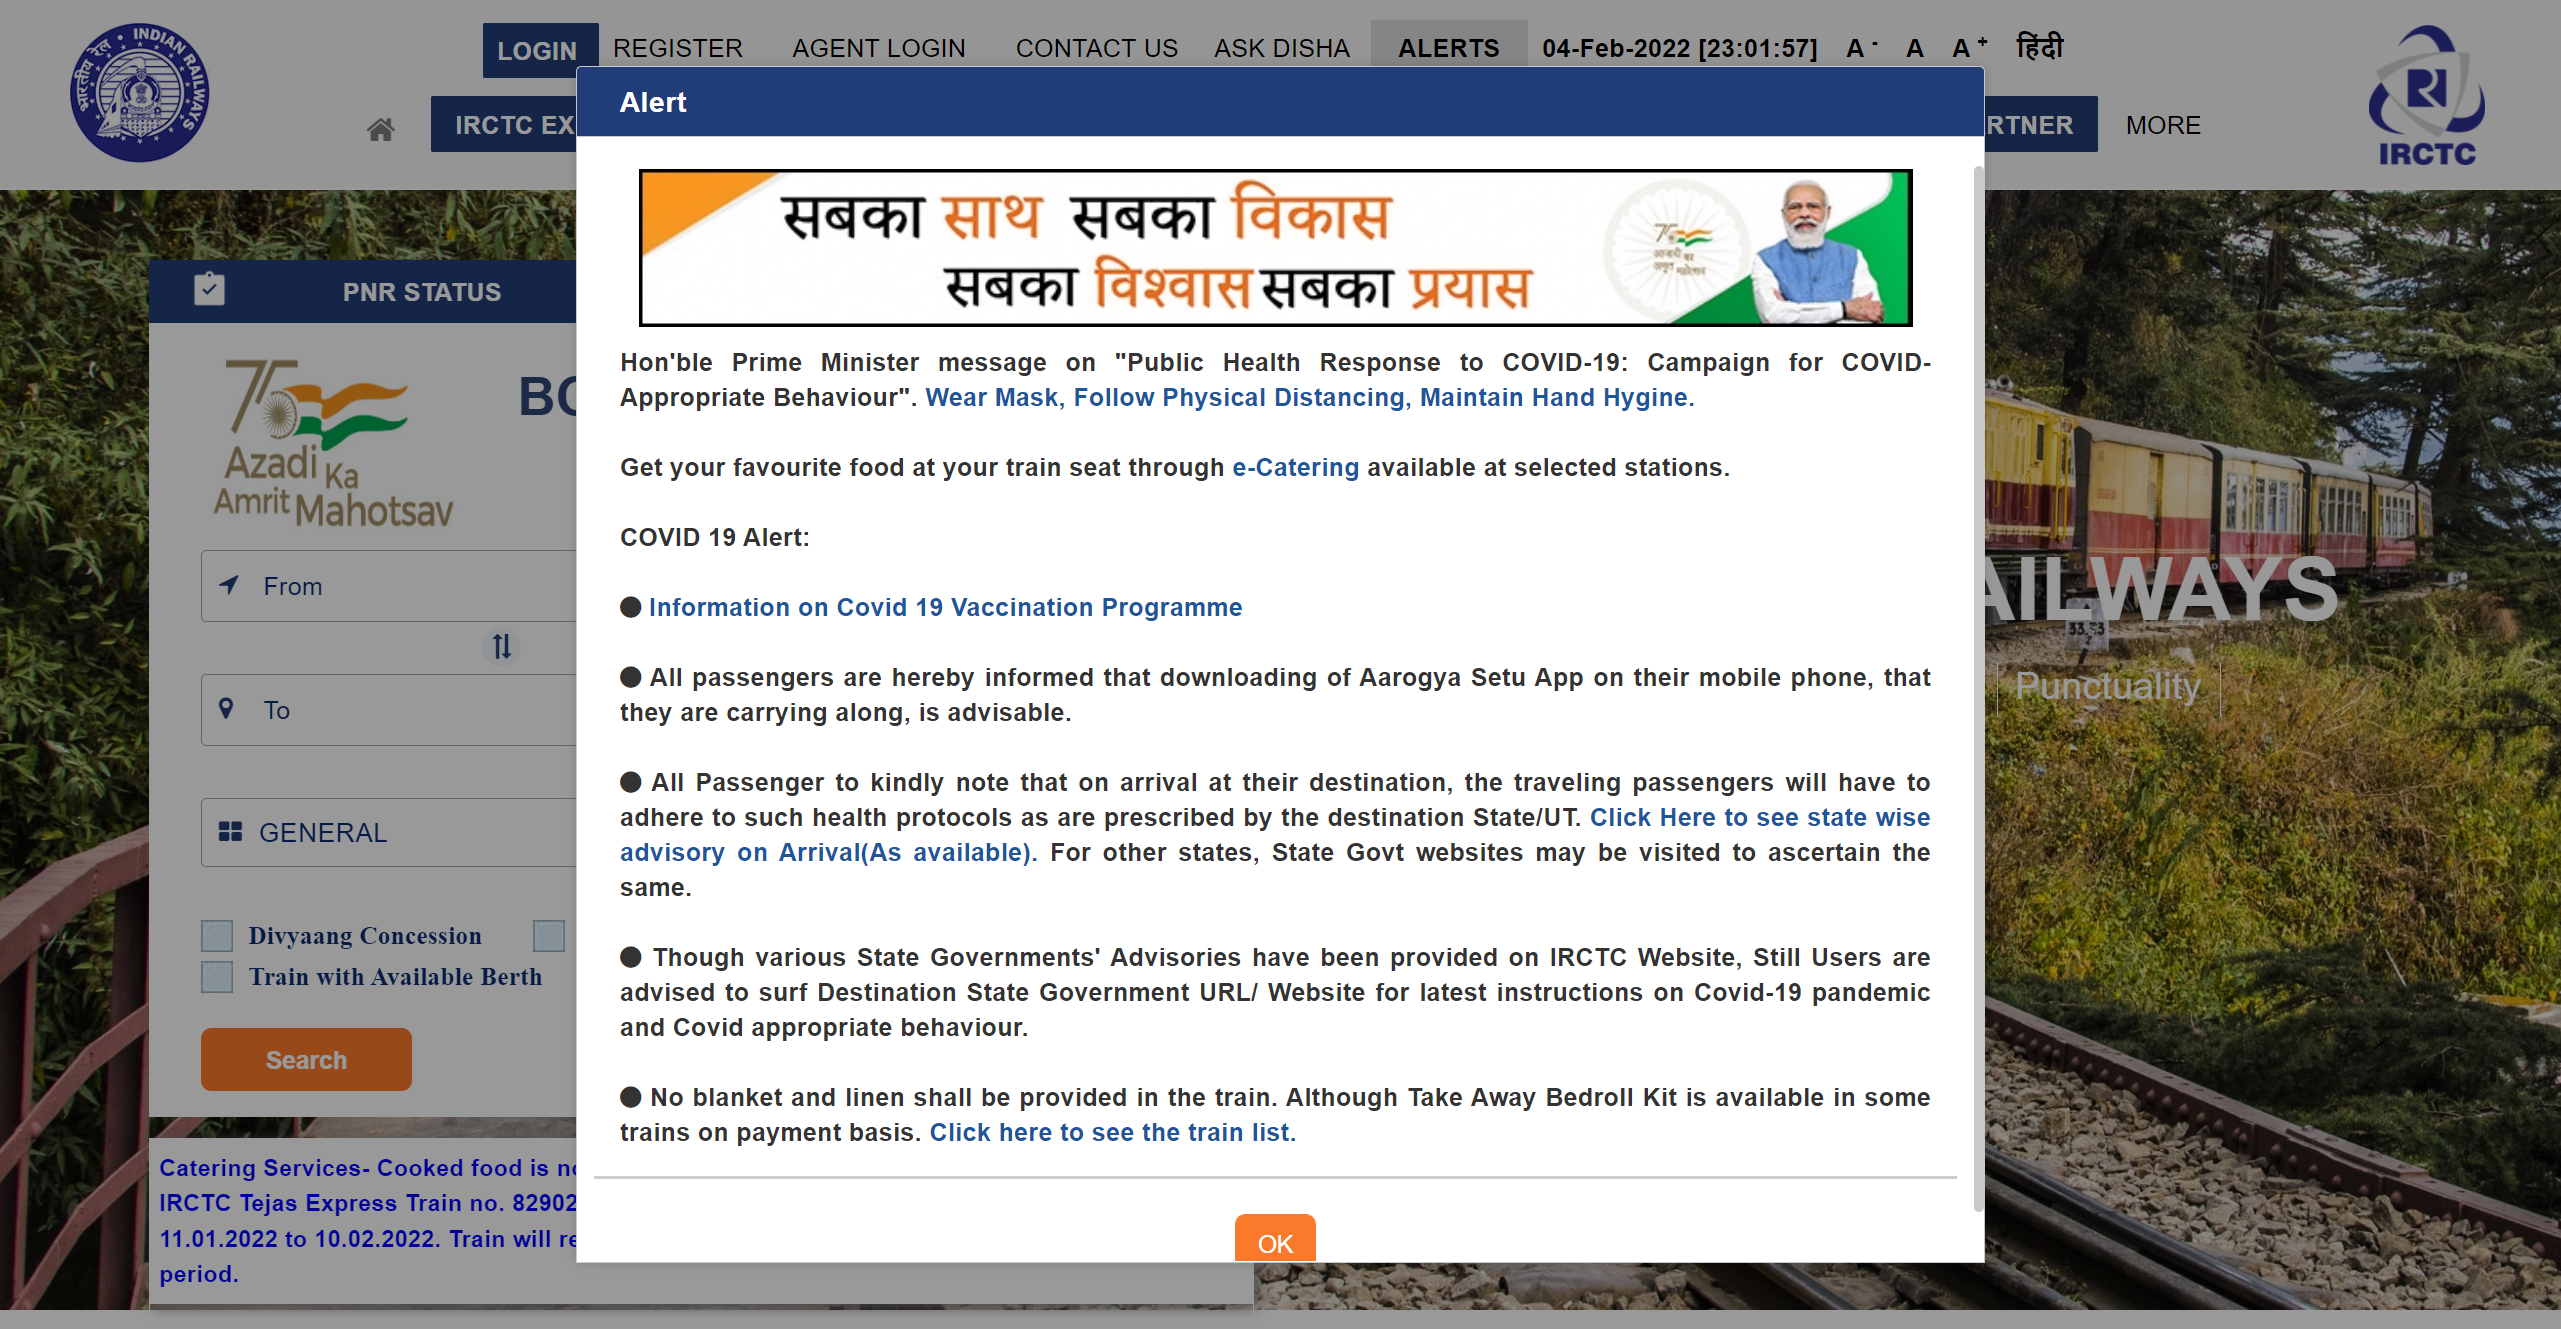 भारतीय रेल • INDIAN RAILWAYS
LOGIN REGISTER AGENT LOGIN CONTACT US ASK DISHA ALERTS 04-Feb-2022 [23:01:57] A - A A + हिंदी
IRCTC EX
RTNER MORE
IRCTC
Alert
सबका साथ सबका विकास
सबका विश्वास सबका प्रयास
Hon'ble Prime Minister message on "Public Health Response to COVID-19: Campaign for COVID-
Appropriate Behaviour". Wear Mask, Follow Physical Distancing, Maintain Hand Hygine.
Get your favourite food at your train seat through e-Catering available at selected stations.
COVID 19 Alert:
● Information on Covid 19 Vaccination Programme
● All passengers are hereby informed that downloading of Aarogya Setu App on their mobile phone, that
they are carrying along, is advisable.
● All Passenger to kindly note that on arrival at their destination, the traveling passengers will have to
adhere to such health protocols as are prescribed by the destination State/UT. Click Here to see state wise
advisory on Arrival(As available). For other states, State Govt websites may be visited to ascertain the
same.
● Though various State Governments' Advisories have been provided on IRCTC Website, Still Users are
advised to surf Destination State Government URL/ Website for latest instructions on Covid-19 pandemic
and Covid appropriate behaviour.
● No blanket and linen shall be provided in the train. Although Take Away Bedroll Kit is available in some
trains on payment basis. Click here to see the train list.
OK
PNR STATUS
75
Azadi Ka
Amrit Mahotsav
BO
From
To
GENERAL
Divyaang Concession
Train with Available Berth
Search
Catering Services- Cooked food is no
IRCTC Tejas Express Train no. 82902
11.01.2022 to 10.02.2022. Train will re
period.
AILWAYS
Punctuality